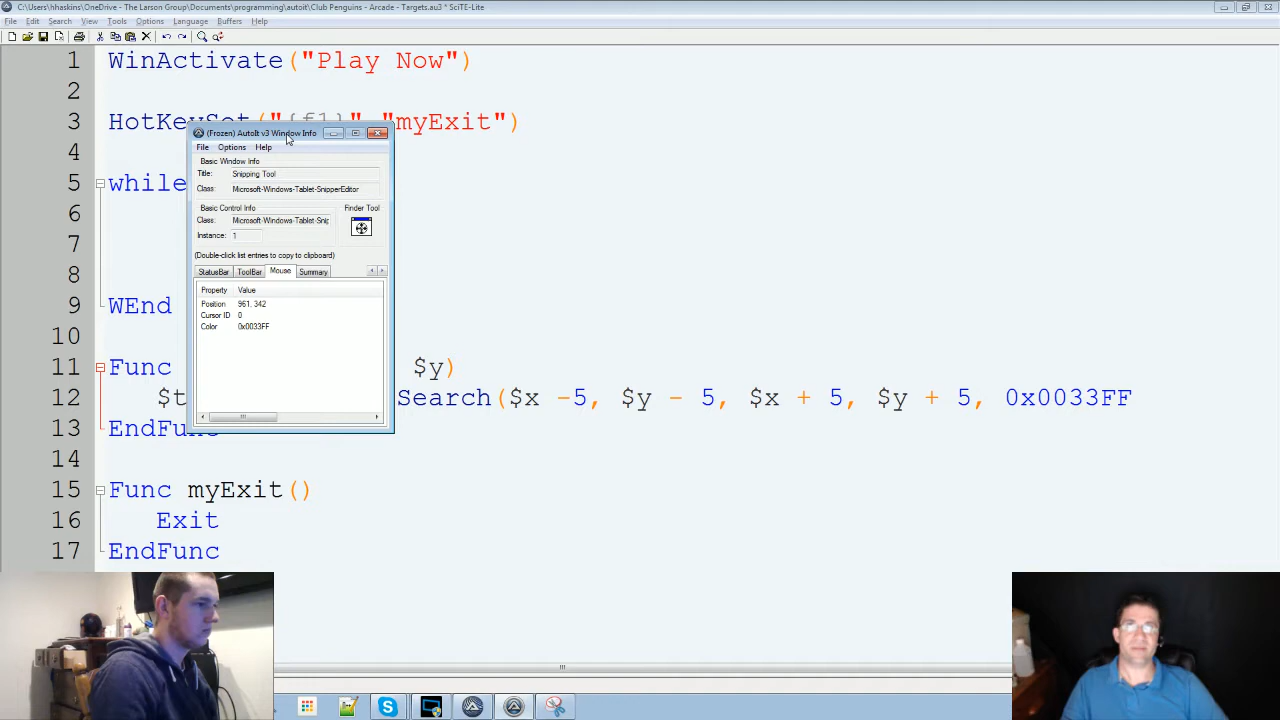 C:\Users\hhaskins\OneDrive - The Larson Group\Documents\programming\autoit\Club Penguins - Arcade - Targets.au3 * SciTE-Lite
File Edit Search View Tools Options Language Buffers Help
1 WinActivate("Play Now")
2
3 HotKeySet("{f1}", "myExit")
4
5 while
6
7
8
9 WEnd
10
11 Func $y)
12 $t Search($x -5, $y - 5, $x + 5, $y + 5, 0x0033FF
13 EndFunc
14
15 Func myExit()
16 Exit
17 EndFunc
(Frozen) AutoIt v3 Window Info
File Options Help
Basic Window Info
Title: Snipping Tool
Class: Microsoft-Windows-Tablet-SnipperEditor
Basic Control Info
Finder Tool
Class: Microsoft-Windows-Tablet-Snip
Instance: 1
(Double-click list entries to copy to clipboard)
StatusBar ToolBar Mouse Summary
Property Value
Position 961, 342
Cursor ID 0
Color 0x0033FF